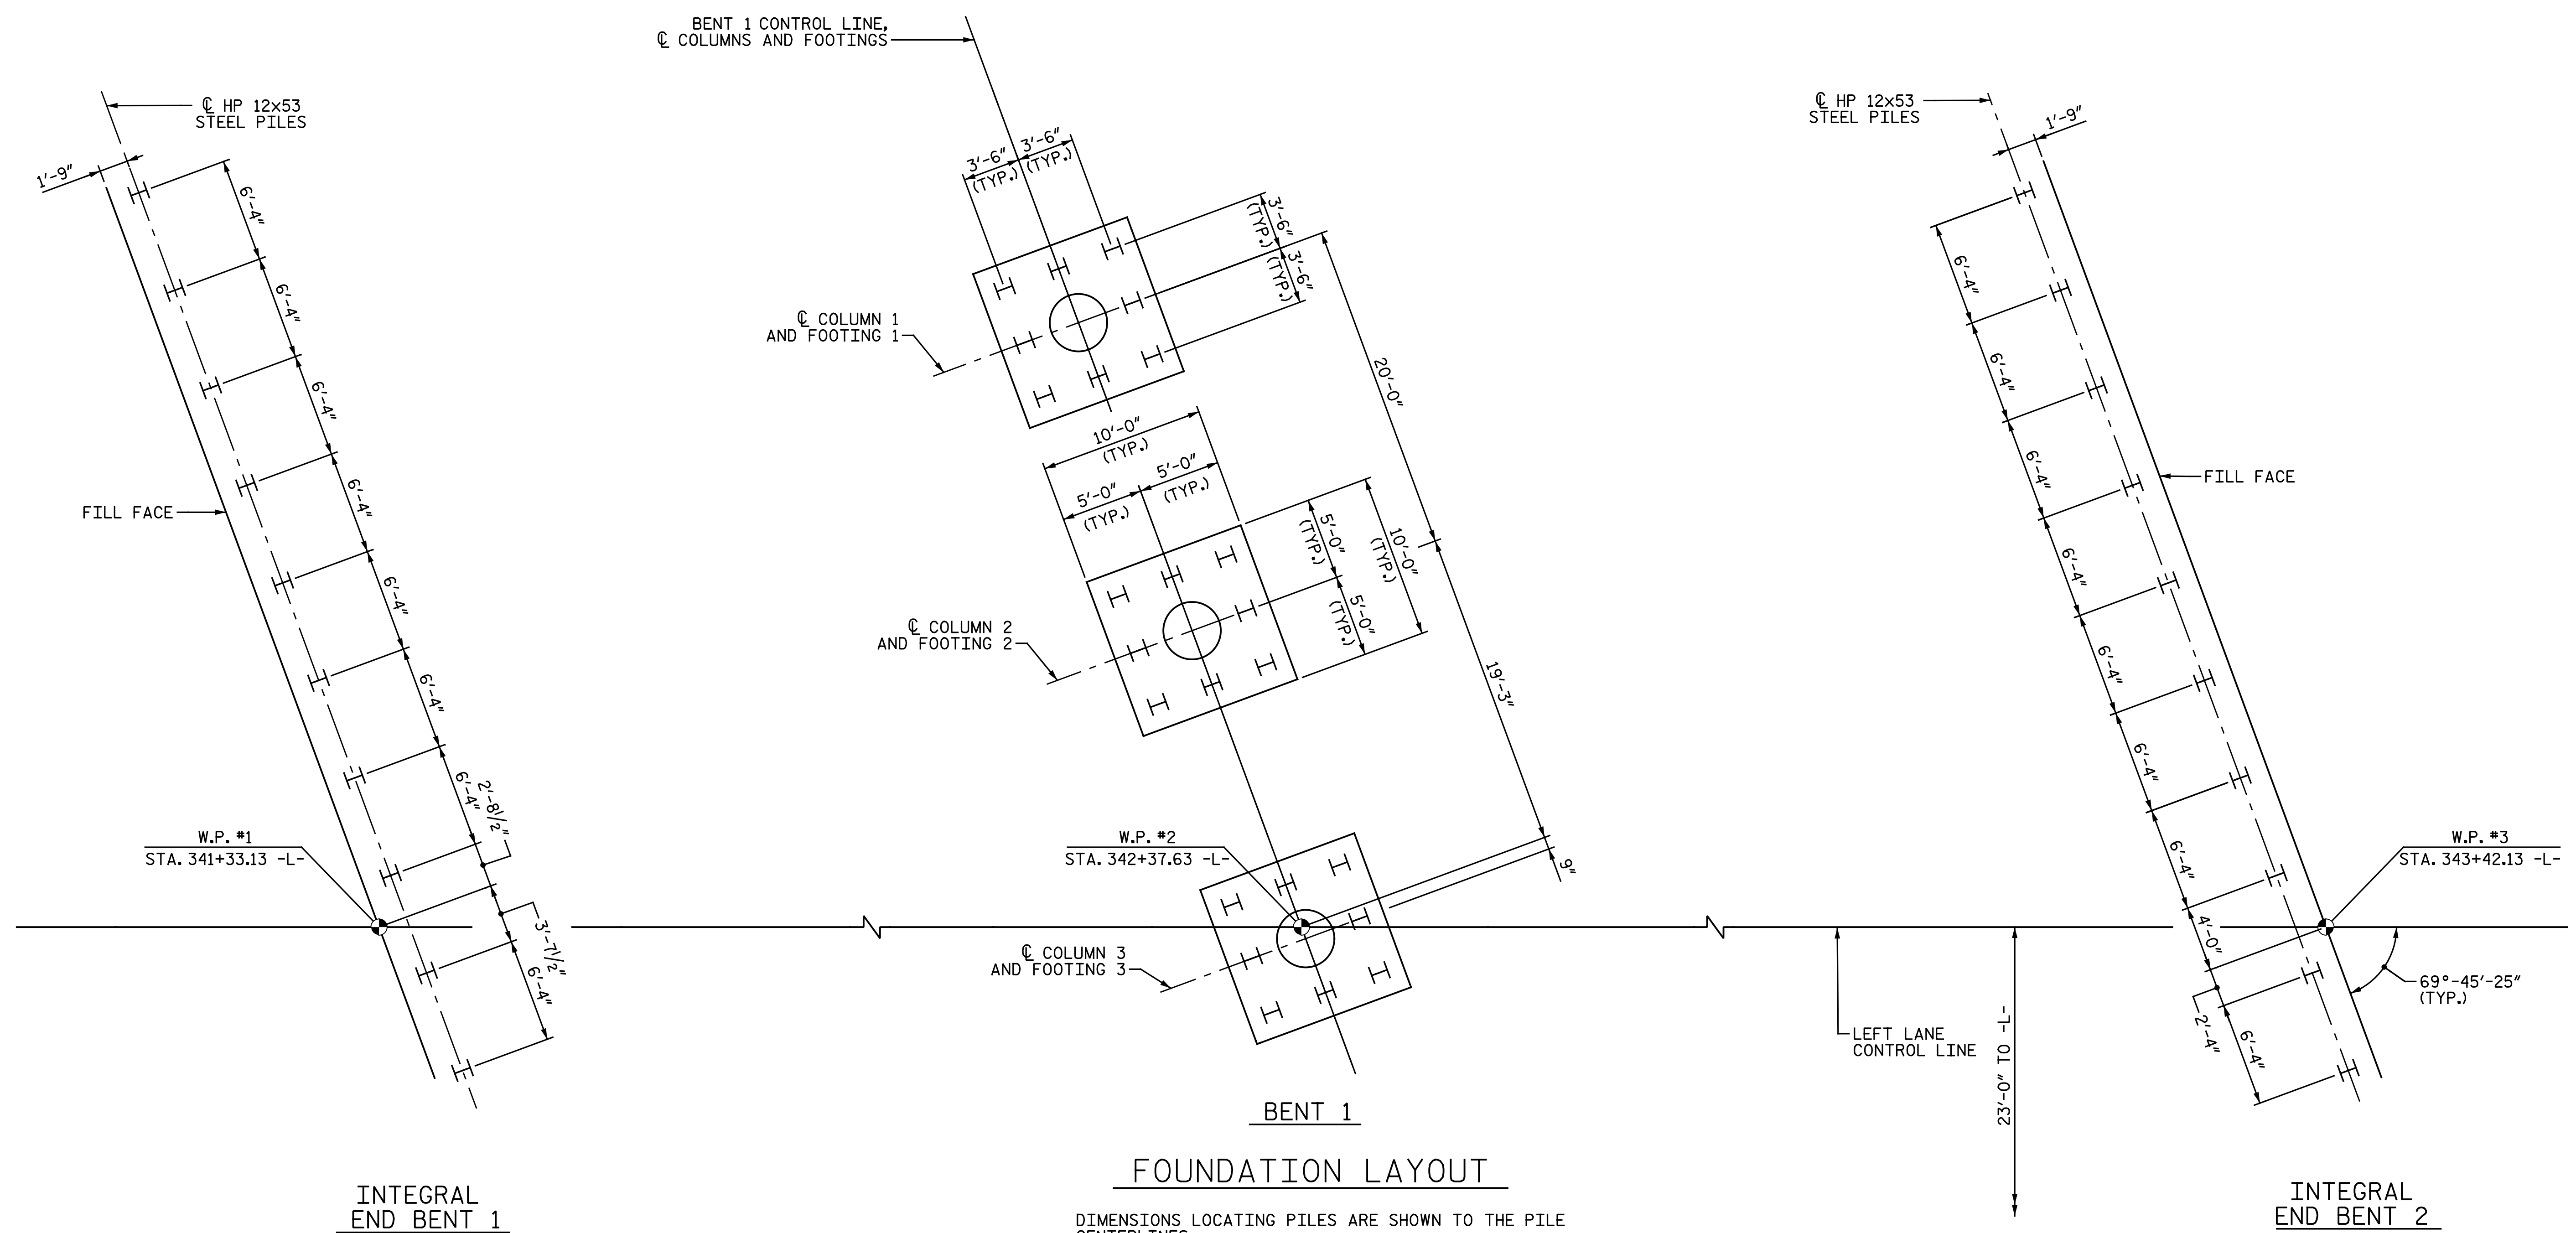 BENT 1 CONTROL LINE,
℄ COLUMNS AND FOOTINGS
℄ HP 12x53
STEEL PILES
1'-9"
6'-4"
6'-4"
6'-4"
6'-4"
6'-4"
6'-4"
6'-4"
2'-8½"
3'-7½"
6'-4"
FILL FACE
W.P. #1
STA. 341+33.13 -L-
INTEGRAL
END BENT 1
3'-6"
(TYP.)
3'-6"
(TYP.)
3'-6"
(TYP.)
3'-6"
(TYP.)
℄ COLUMN 1
AND FOOTING 1
20'-0"
10'-0"
(TYP.)
5'-0"
(TYP.)
5'-0"
(TYP.)
5'-0"
(TYP.)
5'-0"
(TYP.)
10'-0"
(TYP.)
℄ COLUMN 2
AND FOOTING 2
19'-3"
9"
W.P. #2
STA. 342+37.63 -L-
℄ COLUMN 3
AND FOOTING 3
BENT 1
FOUNDATION LAYOUT
DIMENSIONS LOCATING PILES ARE SHOWN TO THE PILE
CENTERLINES
℄ HP 12x53
STEEL PILES
1'-9"
6'-4"
6'-4"
6'-4"
6'-4"
6'-4"
6'-4"
6'-4"
4'-0"
2'-4"
6'-4"
FILL FACE
W.P. #3
STA. 343+42.13 -L-
69°-45'-25"
(TYP.)
LEFT LANE
CONTROL LINE
23'-0" TO -L-
INTEGRAL
END BENT 2